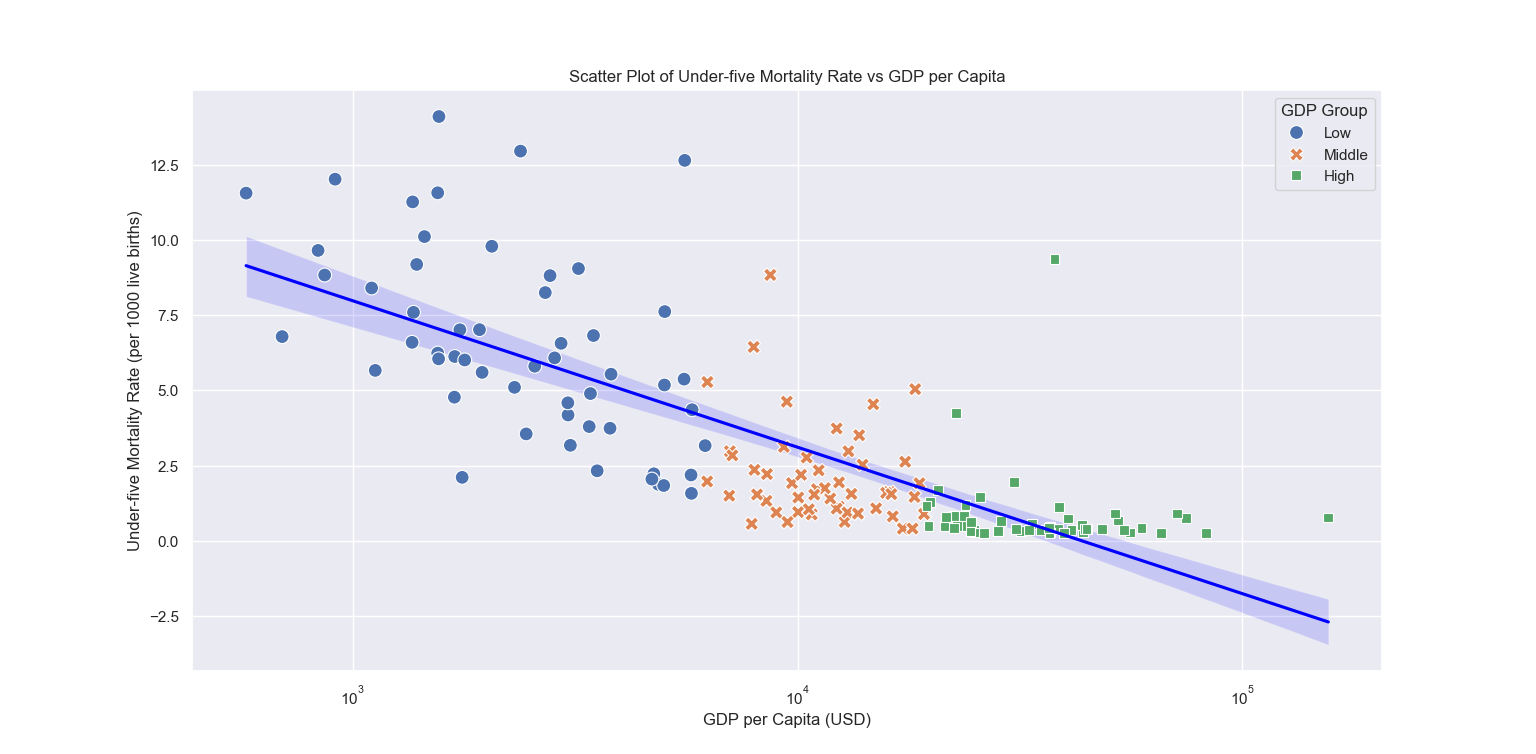 Scatter Plot of Under-five Mortality Rate vs GDP per Capita
GDP Group
Low
Middle
High
Under-five Mortality Rate (per 1000 live births)
12.5
10.0
7.5
5.0
2.5
0.0
−2.5
10³
10⁴
10⁵
GDP per Capita (USD)